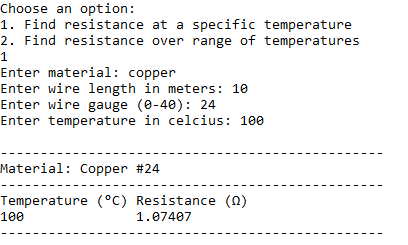 Choose an option:
1. Find resistance at a specific temperature
2. Find resistance over range of temperatures
1
Enter material: copper
Enter wire length in meters: 10
Enter wire gauge (0-40): 24
Enter temperature in celcius: 100
------------------------------------------------
Material: Copper #24
------------------------------------------------
Temperature (°C) Resistance (Ω)
100              1.07407
------------------------------------------------